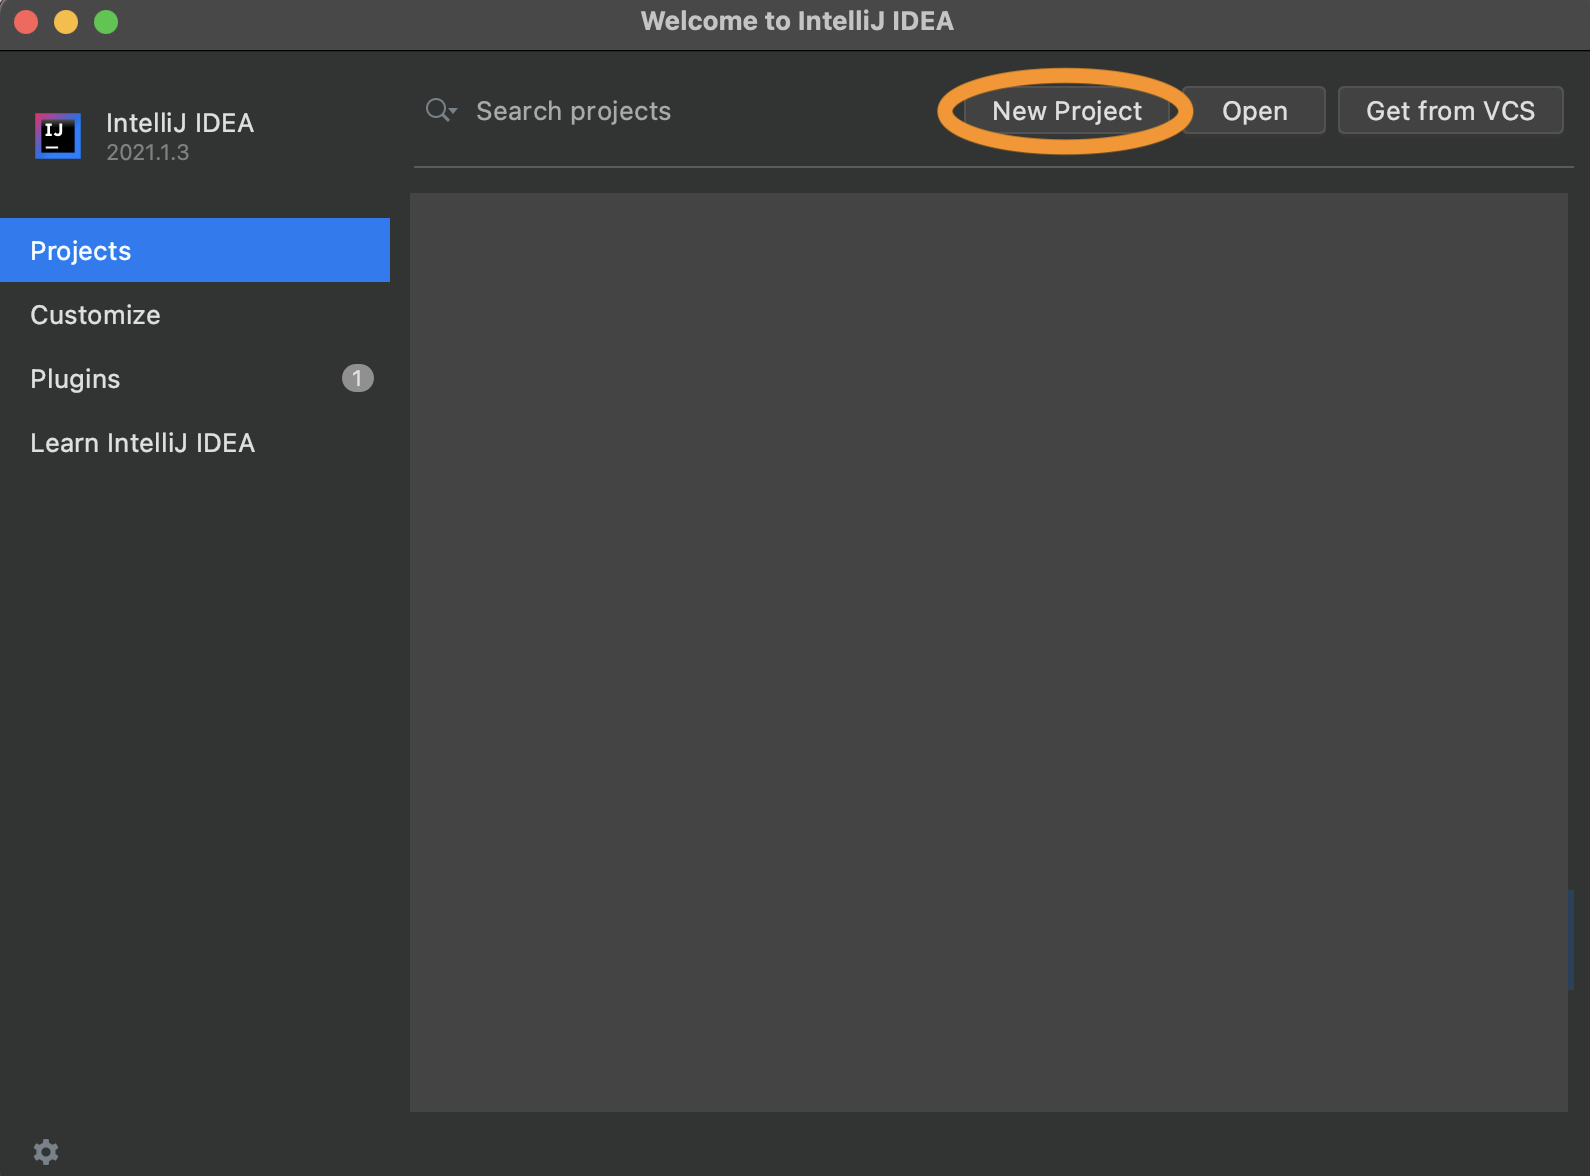 Welcome to IntelliJ IDEA
IJ
IntelliJ IDEA
2021.1.3
Search projects
New Project
Open
Get from VCS
Projects
Customize
Plugins
1
Learn IntelliJ IDEA